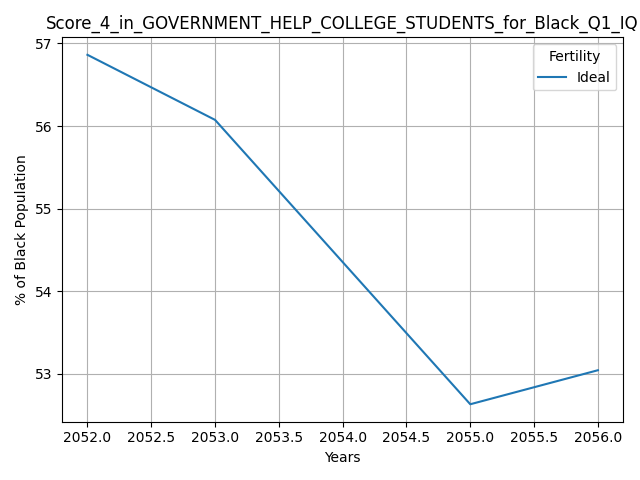 Score_4_in_GOVERNMENT_HELP_COLLEGE_STUDENTS_for_Black_Q1_IQ
57
56
55
54
53
% of Black Population
Fertility
Ideal
2052.0 2052.5 2053.0 2053.5 2054.0 2054.5 2055.0 2055.5 2056.0
Years